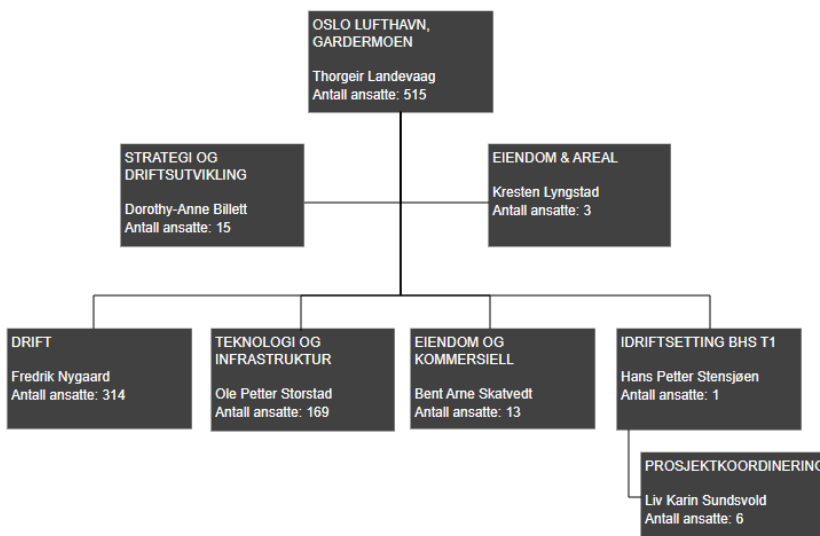 OSLO LUFTHAVN,
GARDERMOEN
Thorgeir Landevaag
Antall ansatte: 515
STRATEGI OG
DRIFTSUTVIKLING
Dorothy-Anne Billett
Antall ansatte: 15
EIENDOM & AREAL
Kresten Lyngstad
Antall ansatte: 3
DRIFT
Fredrik Nygaard
Antall ansatte: 314
TEKNOLOGI OG
INFRASTRUKTUR
Ole Petter Storstad
Antall ansatte: 169
EIENDOM OG
KOMMERSIELL
Bent Arne Skatvedt
Antall ansatte: 13
IDRIFTSETTING BHS T1
Hans Petter Stensjøen
Antall ansatte: 1
PROSJEKTKOORDINERING
Liv Karin Sundsvold
Antall ansatte: 6